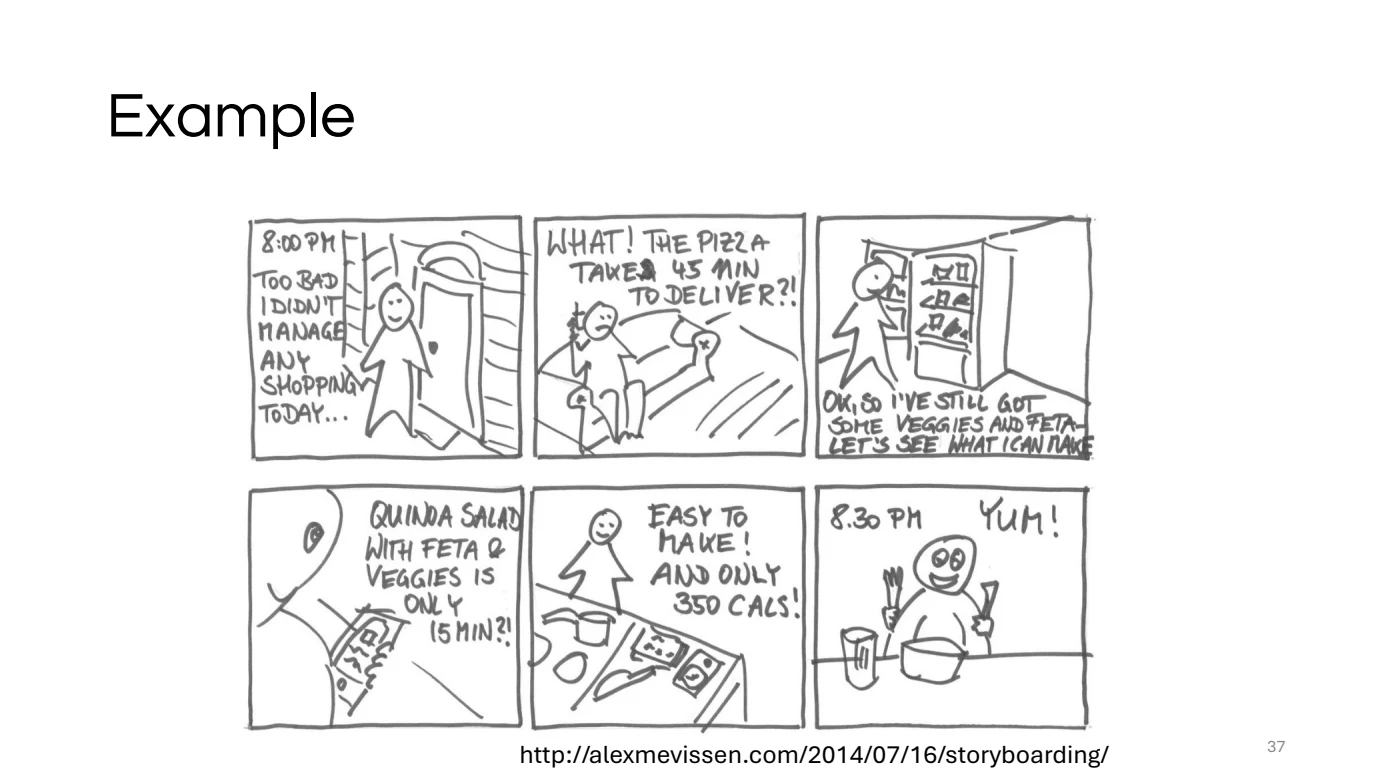 Example
8:00 PM
TOO BAD
I DIDN'T
MANAGE
ANY
SHOPPING
TODAY...
WHAT! THE PIZZA
TAKES 45 MIN
TO DELIVER?!
OK, SO I'VE STILL GOT
SOME VEGGIES AND FETA-
LET'S SEE WHAT I CAN MAKE
QUINOA SALAD
WITH FETA &
VEGGIES IS
ONLY
15 MIN?!
EASY TO
MAKE!
AND ONLY
350 CALS!
8.30 PM YUM!
http://alexmevissen.com/2014/07/16/storyboarding/
37